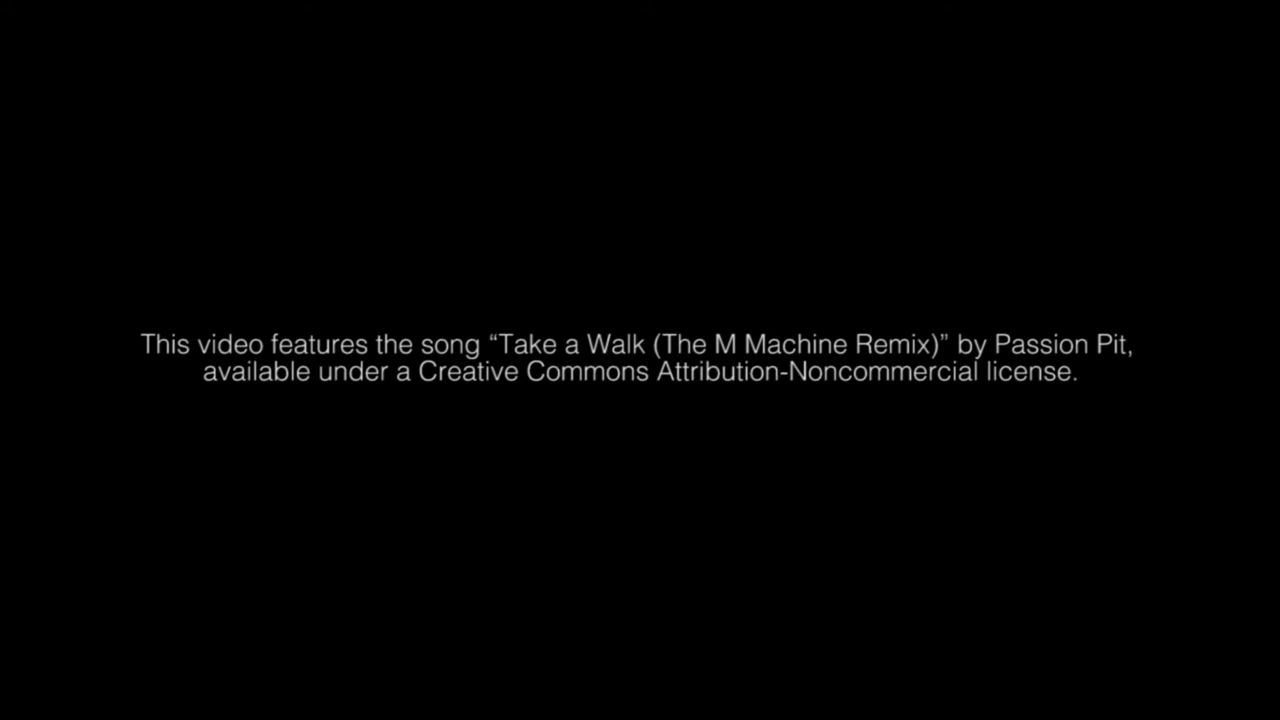 This video features the song “Take a Walk (The M Machine Remix)” by Passion Pit,
available under a Creative Commons Attribution-Noncommercial license.